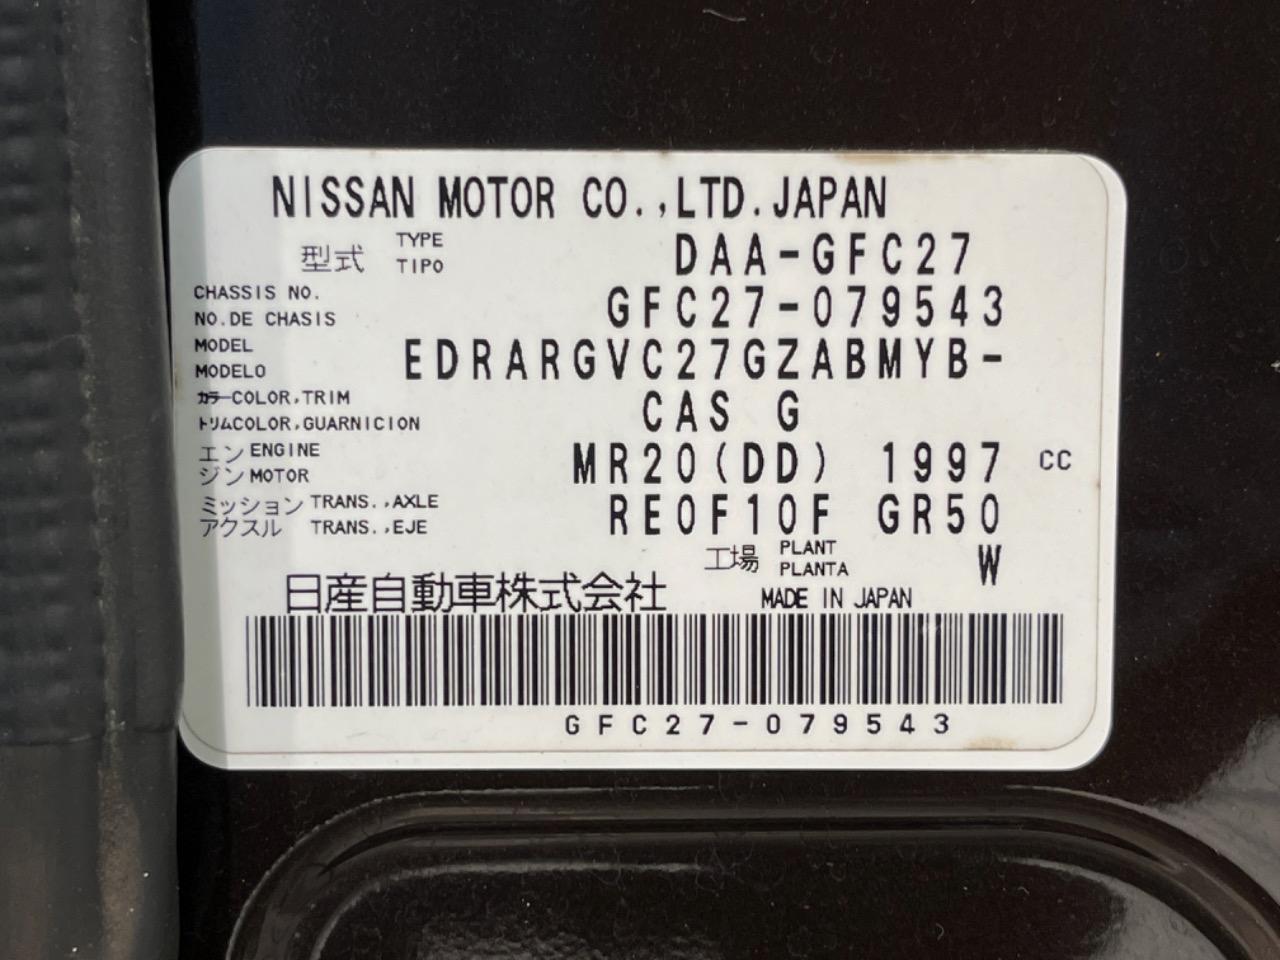 NISSAN MOTOR CO.,LTD.JAPAN
型式 TYPE TIPO DAA-GFC27
CHASSIS NO.
NO.DE CHASIS GFC27-079543
MODEL
MODELO EDRARGVC27GZABMYB-
カラーCOLOR,TRIM
トリムCOLOR,GUARNICION CAS G
エンジン ENGINE MOTOR MR20(DD) 1997 CC
ミッション TRANS.,AXLE
アクスル TRANS.,EJE RE0F10F GR50
工場 PLANT PLANTA W
日産自動車株式会社 MADE IN JAPAN
GFC27-079543